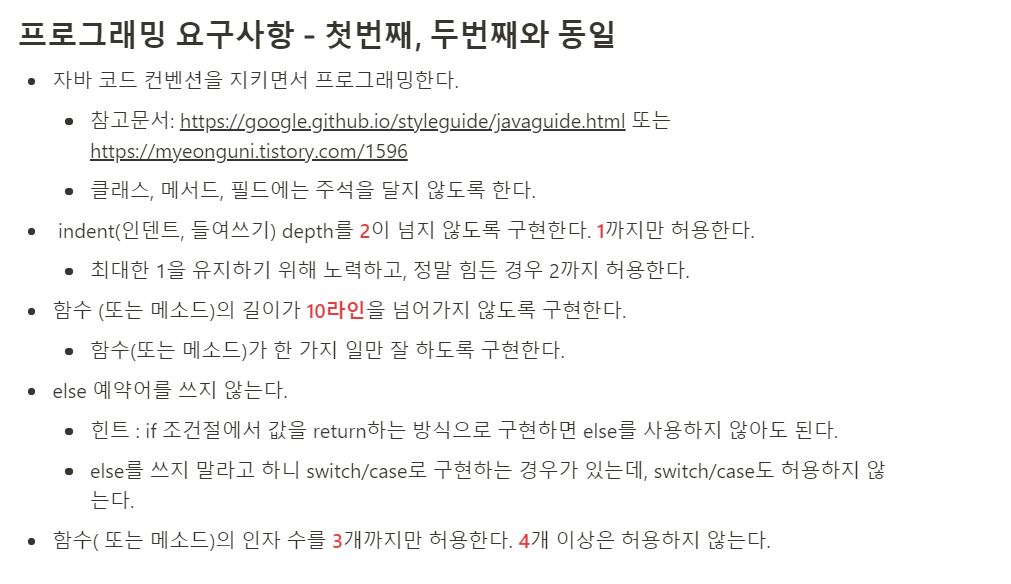 프로그래밍 요구사항 - 첫번째, 두번째와 동일
자바 코드 컨벤션을 지키면서 프로그래밍한다.
참고문서: https://google.github.io/styleguide/javaguide.html 또는
https://myeonguni.tistory.com/1596
클래스, 메서드, 필드에는 주석을 달지 않도록 한다.
indent(인덴트, 들여쓰기) depth를 2이 넘지 않도록 구현한다. 1까지만 허용한다.
최대한 1을 유지하기 위해 노력하고, 정말 힘든 경우 2까지 허용한다.
함수 (또는 메소드)의 길이가 10라인을 넘어가지 않도록 구현한다.
함수(또는 메소드)가 한 가지 일만 잘 하도록 구현한다.
else 예약어를 쓰지 않는다.
힌트 : if 조건절에서 값을 return하는 방식으로 구현하면 else를 사용하지 않아도 된다.
else를 쓰지 말라고 하니 switch/case로 구현하는 경우가 있는데, switch/case도 허용하지 않
는다.
함수( 또는 메소드)의 인자 수를 3개까지만 허용한다. 4개 이상은 허용하지 않는다.